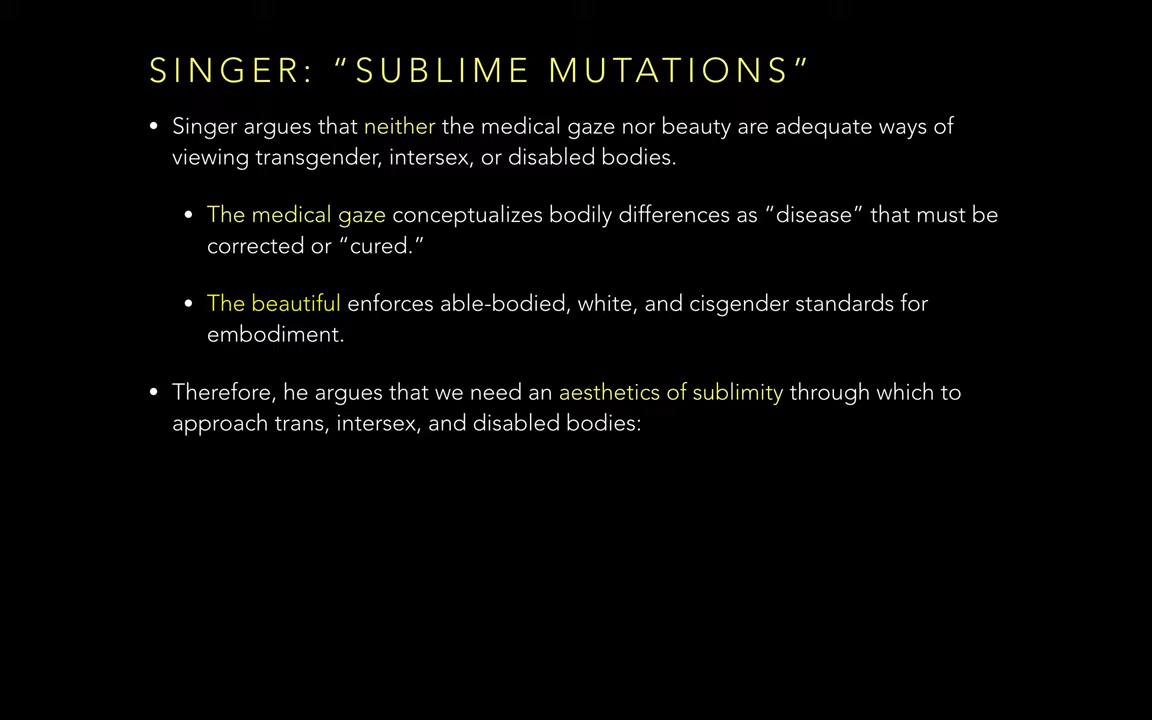 SINGER: “SUBLIME MUTATIONS”
• Singer argues that neither the medical gaze nor beauty are adequate ways of
viewing transgender, intersex, or disabled bodies.
• The medical gaze conceptualizes bodily differences as “disease” that must be
corrected or “cured.”
• The beautiful enforces able-bodied, white, and cisgender standards for
embodiment.
• Therefore, he argues that we need an aesthetics of sublimity through which to
approach trans, intersex, and disabled bodies: